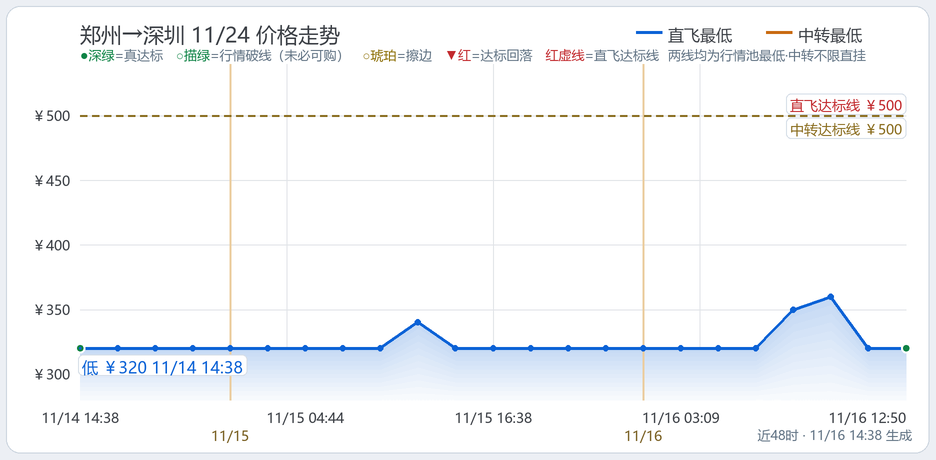 郑州→深圳 11/24 价格走势
直飞最低 中转最低
●深绿=真达标 ○描绿=行情破线（未必可购） ○琥珀=擦边 ▼红=达标回落 红虚线=直飞达标线 两线均为行情池最低·中转不限直挂
¥500
直飞达标线 ¥500
中转达标线 ¥500
¥450
¥400
¥350
¥300
低 ¥320 11/14 14:38
11/14 14:38 11/15 04:44 11/15 16:38 11/16 03:09 11/16 12:50
11/15 11/16
近48时 · 11/16 14:38 生成